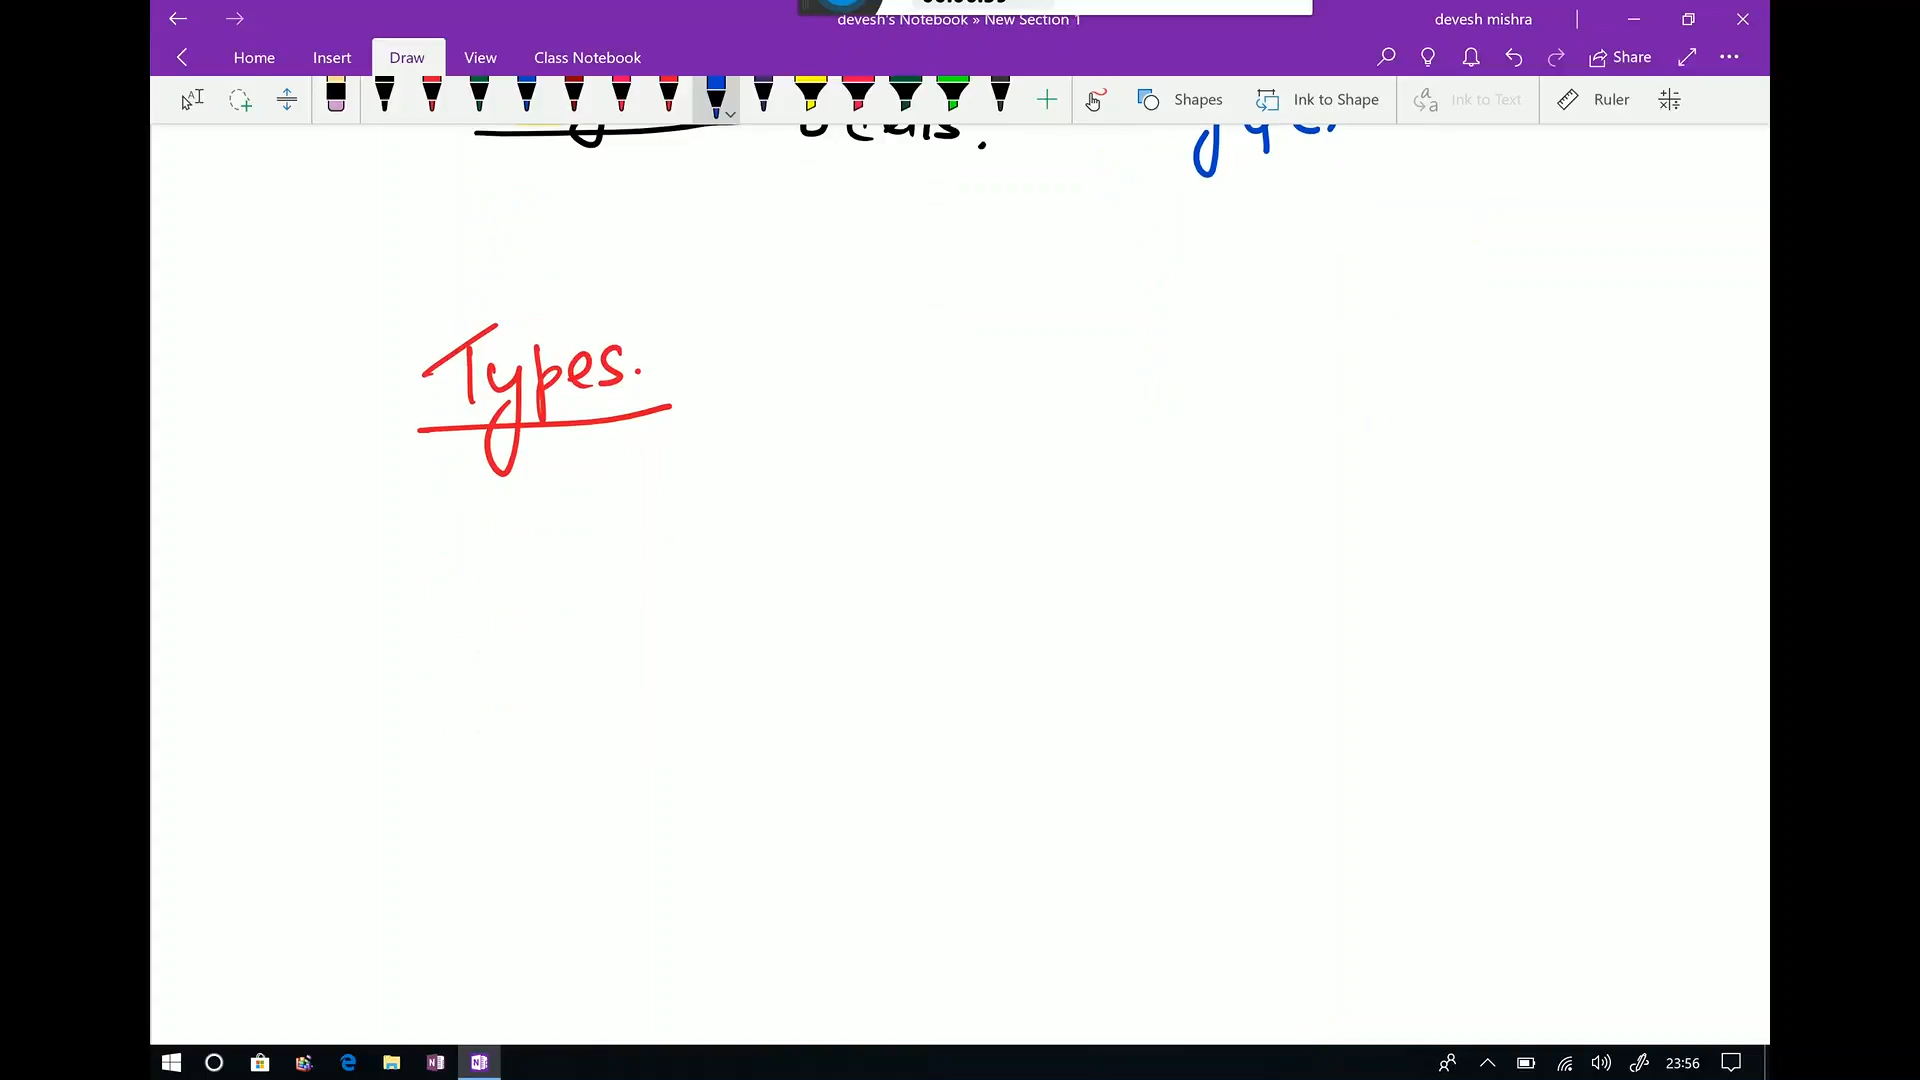 devesh's Notebook » New Section 1
devesh mishra
Home Insert Draw View Class Notebook
Share
Shapes Ink to Shape Ink to Text Ruler
Types.
23:56